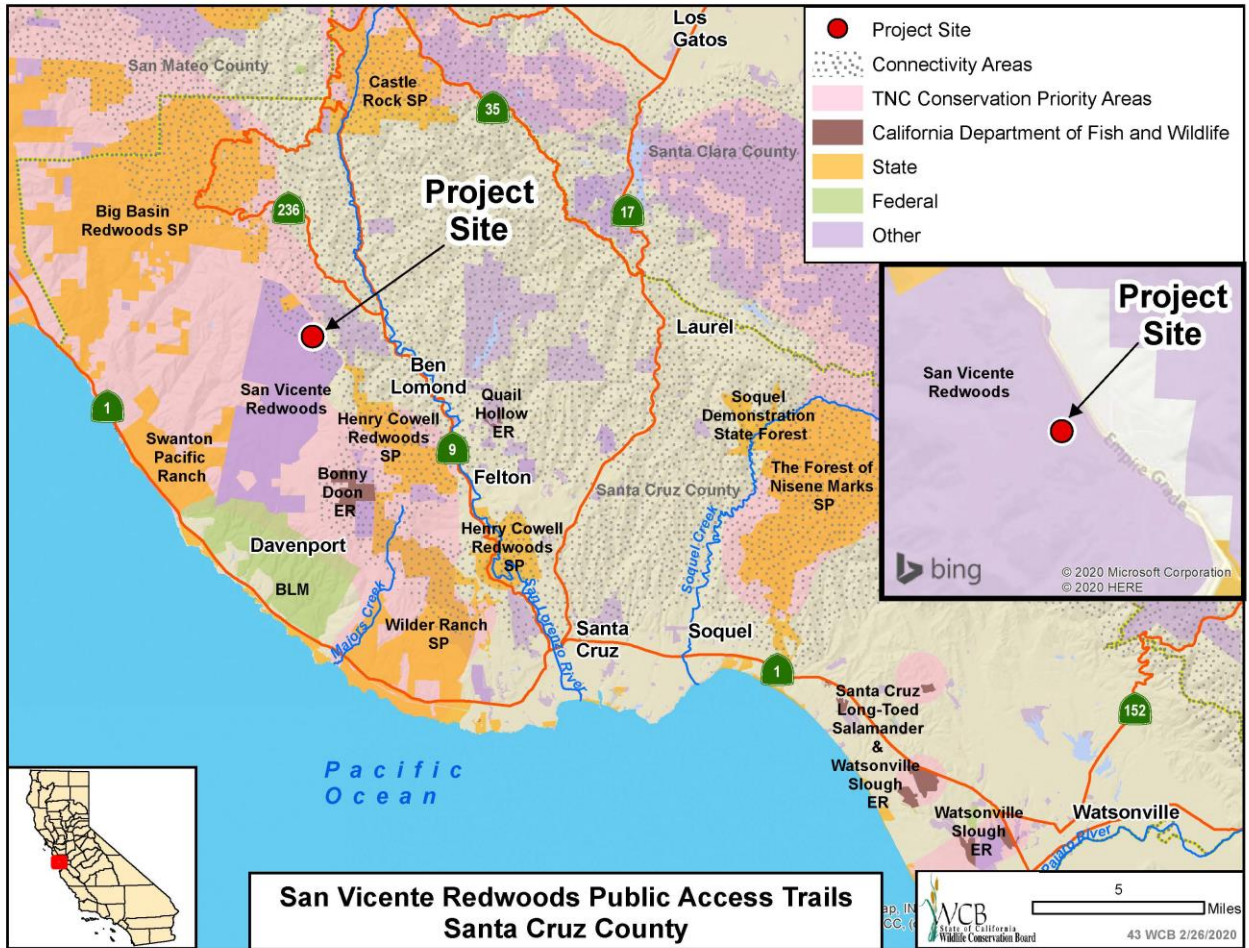 Los
Gatos
San Mateo County
Castle
Rock SP
35
Santa Clara County
Project
Site
236
17
Big Basin
Redwoods SP
Laurel
Ben
Lomond
San Vicente
Redwoods
Quail
Hollow
ER
Soquel
Demonstration
State Forest
1
Henry Cowell
Redwoods
SP
9
Swanton
Pacific
Ranch
Felton
The Forest of
Nisene Marks
SP
Bonny
Doon
ER
Santa Cruz County
Henry Cowell
Redwoods
SP
Soquel Creek
Davenport
BLM
Majors Creek
Wilder Ranch
SP
San Lorenzo River
Santa
Cruz
Soquel
1
Santa Cruz
Long-Toed
Salamander
&
Watsonville
Slough
ER
152
Pacific
Ocean
Watsonville
Slough
ER
Watsonville
Pajaro River
Project Site
Connectivity Areas
TNC Conservation Priority Areas
California Department of Fish and Wildlife
State
Federal
Other
Project
Site
San Vicente
Redwoods
Empire Grade
bing
© 2020 Microsoft Corporation
© 2020 HERE
San Vicente Redwoods Public Access Trails
Santa Cruz County
WCB
State of California
Wildlife Conservation Board
5
Miles
43 WCB 2/26/2020